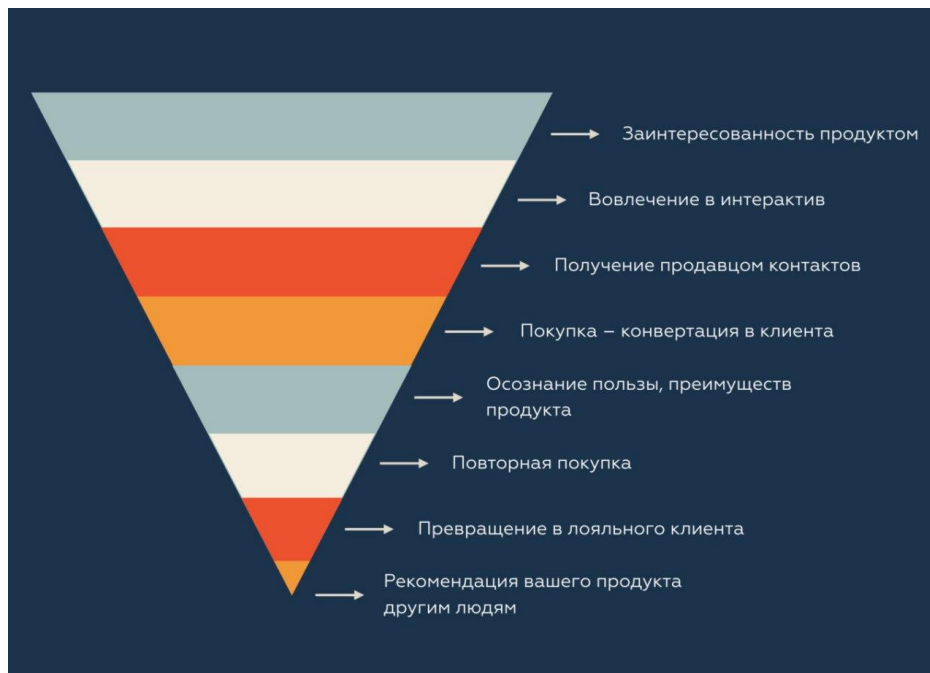 Заинтересованность продуктом
Вовлечение в интерактив
Получение продавцом контактов
Покупка – конвертация в клиента
Осознание пользы, преимуществ
продукта
Повторная покупка
Превращение в лояльного клиента
Рекомендация вашего продукта
другим людям